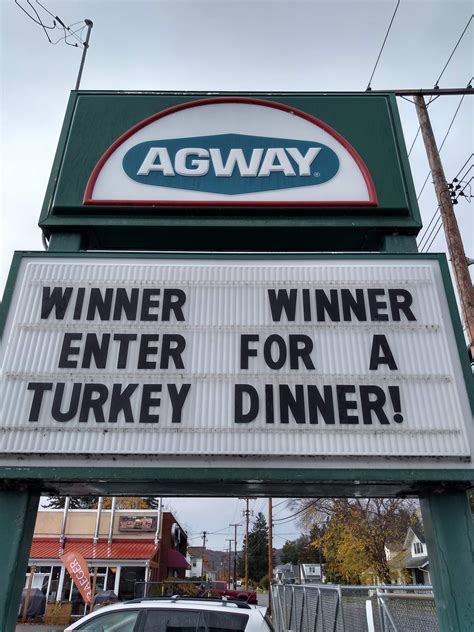 AGWAY
WINNER WINNER
ENTER FOR A
TURKEY DINNER!